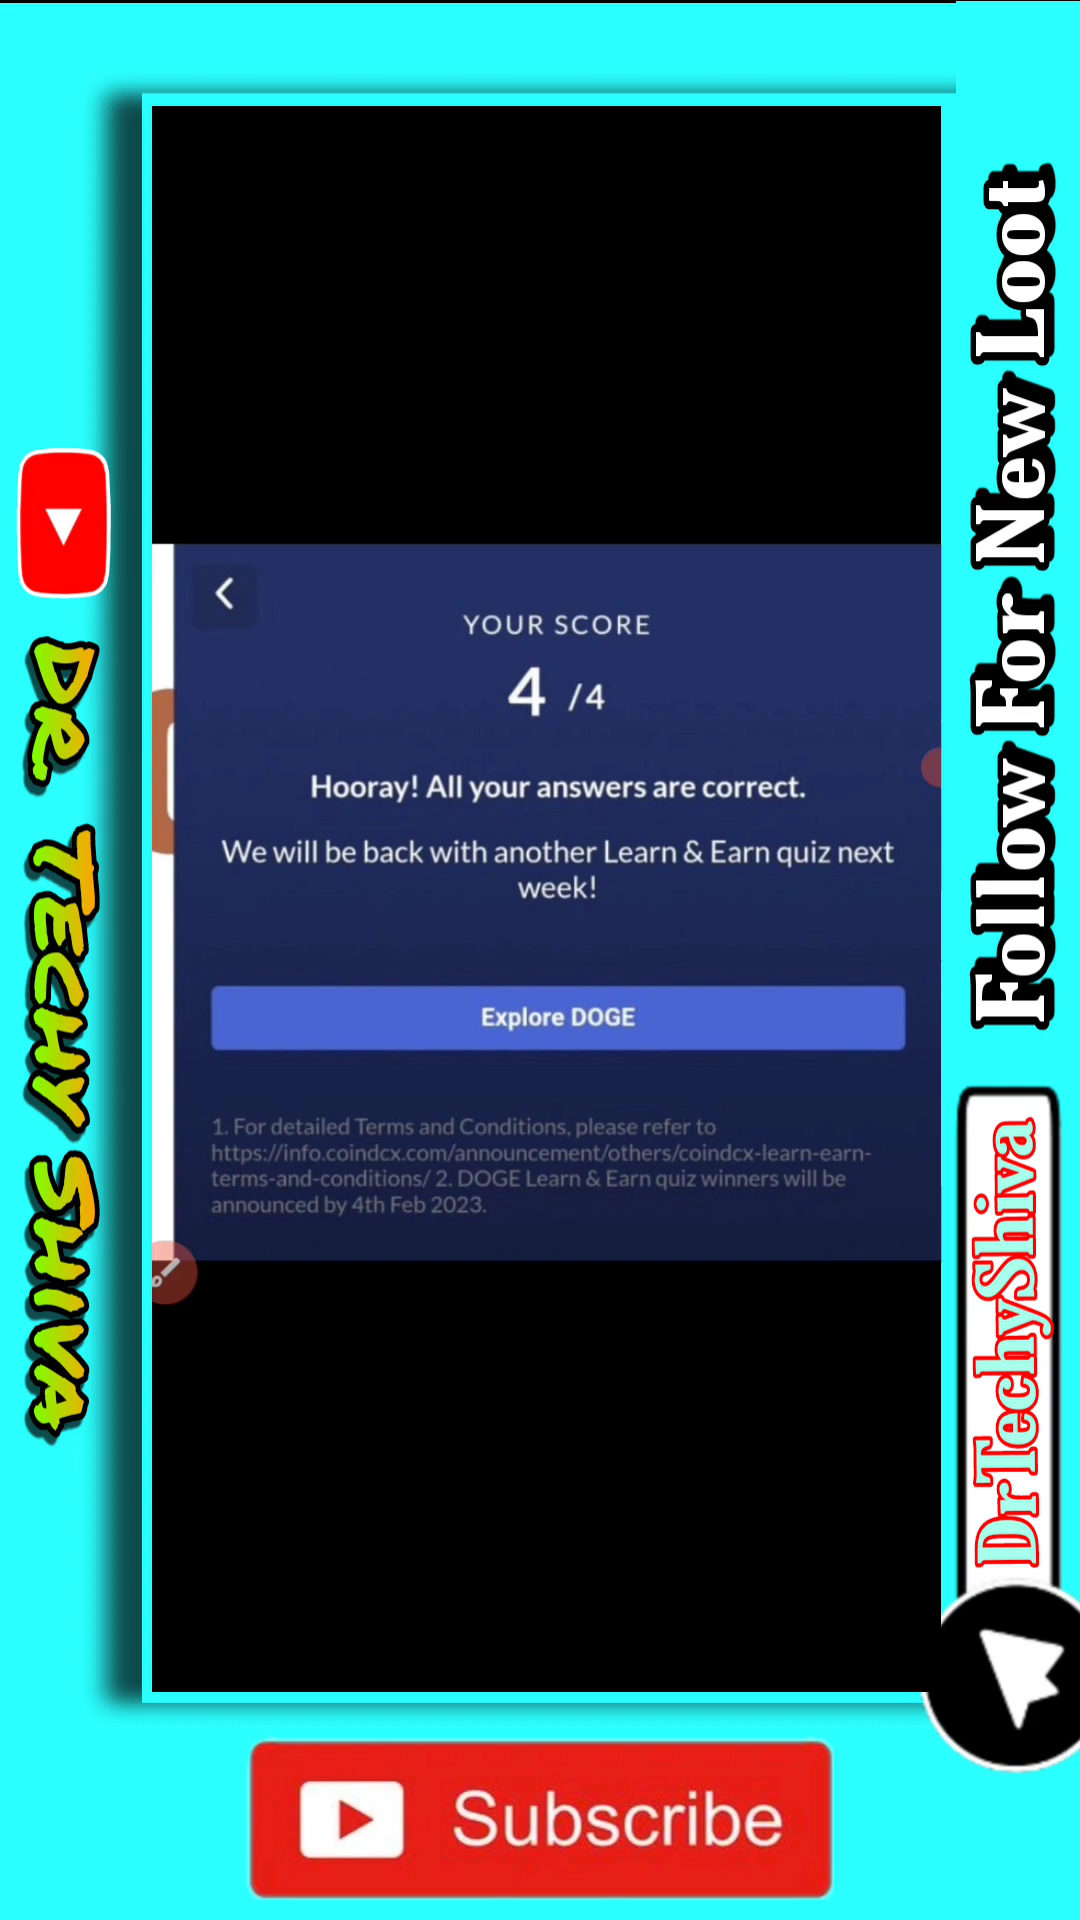 YOUR SCORE
4 /4
Hooray! All your answers are correct.
We will be back with another Learn & Earn quiz next
week!
Explore DOGE
1. For detailed Terms and Conditions, please refer to
https://info.coindcx.com/announcement/others/coindcx-learn-earn-
terms-and-conditions/ 2. DOGE Learn & Earn quiz winners will be
announced by 4th Feb 2023.
DR. TECHY SHIVA
Follow For New Loot
DrTechyShiva
Subscribe